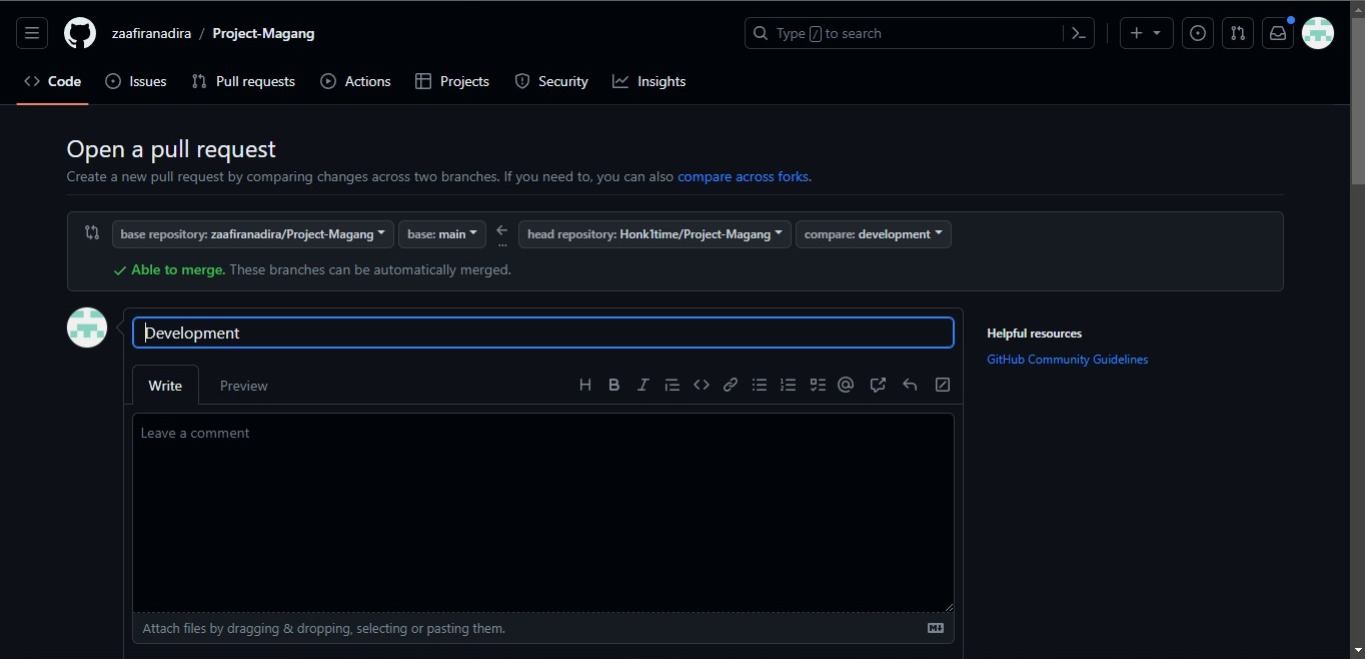 zaafiranadira / Project-Magang
Type / to search
Code Issues Pull requests Actions Projects Security Insights
Open a pull request
Create a new pull request by comparing changes across two branches. If you need to, you can also compare across forks.
base repository: zaafiranadira/Project-Magang base: main ← ... head repository: Honk1time/Project-Magang compare: development
Able to merge. These branches can be automatically merged.
Development
Helpful resources
GitHub Community Guidelines
Write Preview H B I
Leave a comment
Attach files by dragging & dropping, selecting or pasting them.